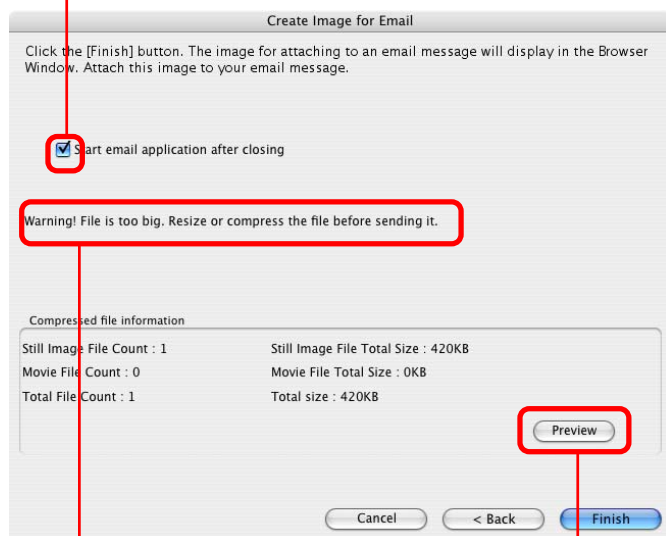 Create Image for Email
Click the [Finish] button. The image for attaching to an email message will display in the Browser
Window. Attach this image to your email message.
Start email application after closing
Warning! File is too big. Resize or compress the file before sending it.
Compressed file information
Still Image File Count : 1 Still Image File Total Size : 420KB
Movie File Count : 0 Movie File Total Size : 0KB
Total File Count : 1 Total size : 420KB
Preview
Cancel < Back Finish